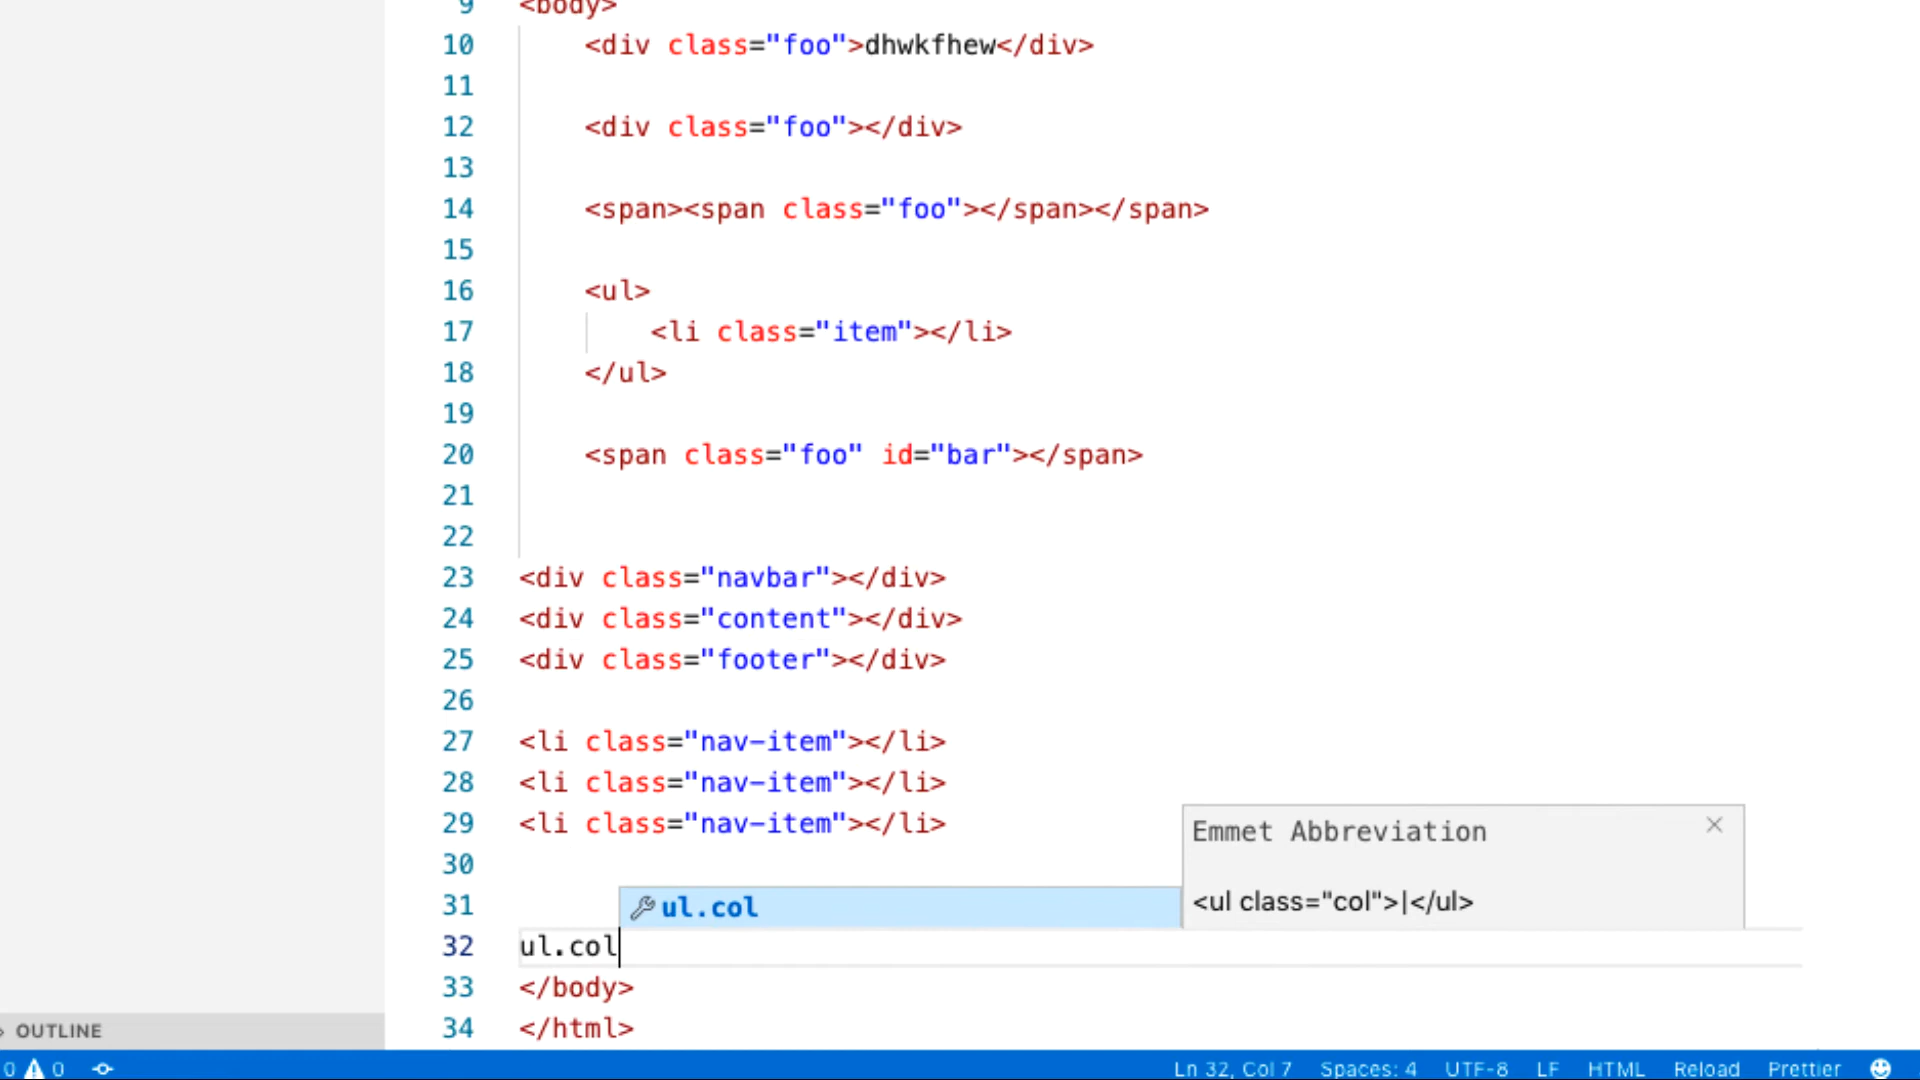 9 <body>
10 <div class="foo">dhwkfhew</div>
11
12 <div class="foo"></div>
13
14 <span><span class="foo"></span></span>
15
16 <ul>
17 <li class="item"></li>
18 </ul>
19
20 <span class="foo" id="bar"></span>
21
22
23 <div class="navbar"></div>
24 <div class="content"></div>
25 <div class="footer"></div>
26
27 <li class="nav-item"></li>
28 <li class="nav-item"></li>
29 <li class="nav-item"></li>
Emmet Abbreviation
30
31 ul.col
<ul class="col">|</ul>
32 ul.col
33 </body>
34 </html>
OUTLINE
0 0 Ln 32, Col 7 Spaces: 4 UTF-8 LF HTML Reload Prettier